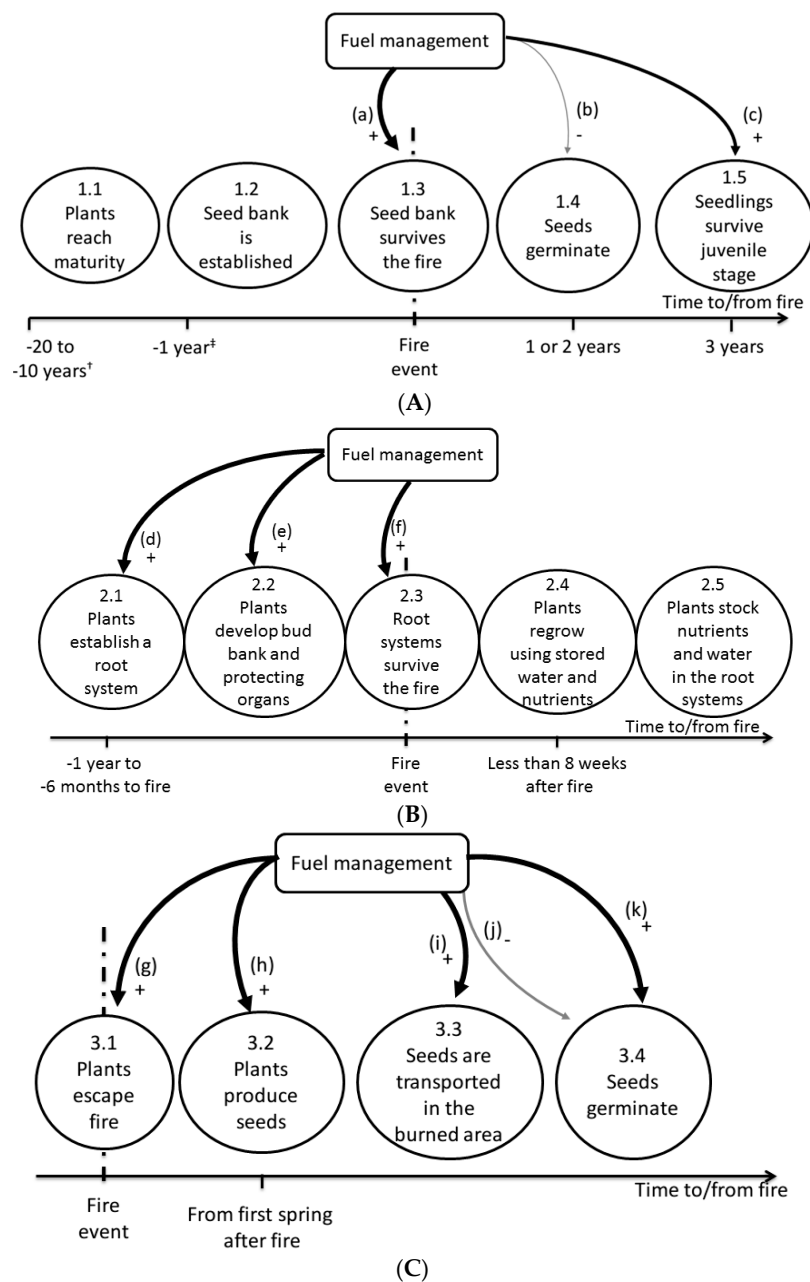 Fuel management
(a)
+
(b)
-
(c)
+
1.1
Plants
reach
maturity
1.2
Seed bank
is
established
1.3
Seed bank
survives
the fire
1.4
Seeds
germinate
1.5
Seedlings
survive
juvenile
stage
Time to/from fire
-20 to
-10 years†
-1 year‡
Fire
event
1 or 2 years
3 years
(A)
Fuel management
(d)
+
(e)
+
(f)
+
2.1
Plants
establish a
root
system
2.2
Plants
develop bud
bank and
protecting
organs
2.3
Root
systems
survive
the fire
2.4
Plants
regrow
using stored
water and
nutrients
2.5
Plants stock
nutrients
and water
in the root
systems
Time to/from fire
-1 year to
-6 months to fire
Fire
event
Less than 8 weeks
after fire
(B)
Fuel management
(g)
+
(h)
+
(i)
+
(j)
-
(k)
+
3.1
Plants
escape
fire
3.2
Plants
produce
seeds
3.3
Seeds are
transported
in the
burned area
3.4
Seeds
germinate
Time to/from fire
Fire
event
From first spring
after fire
(C)